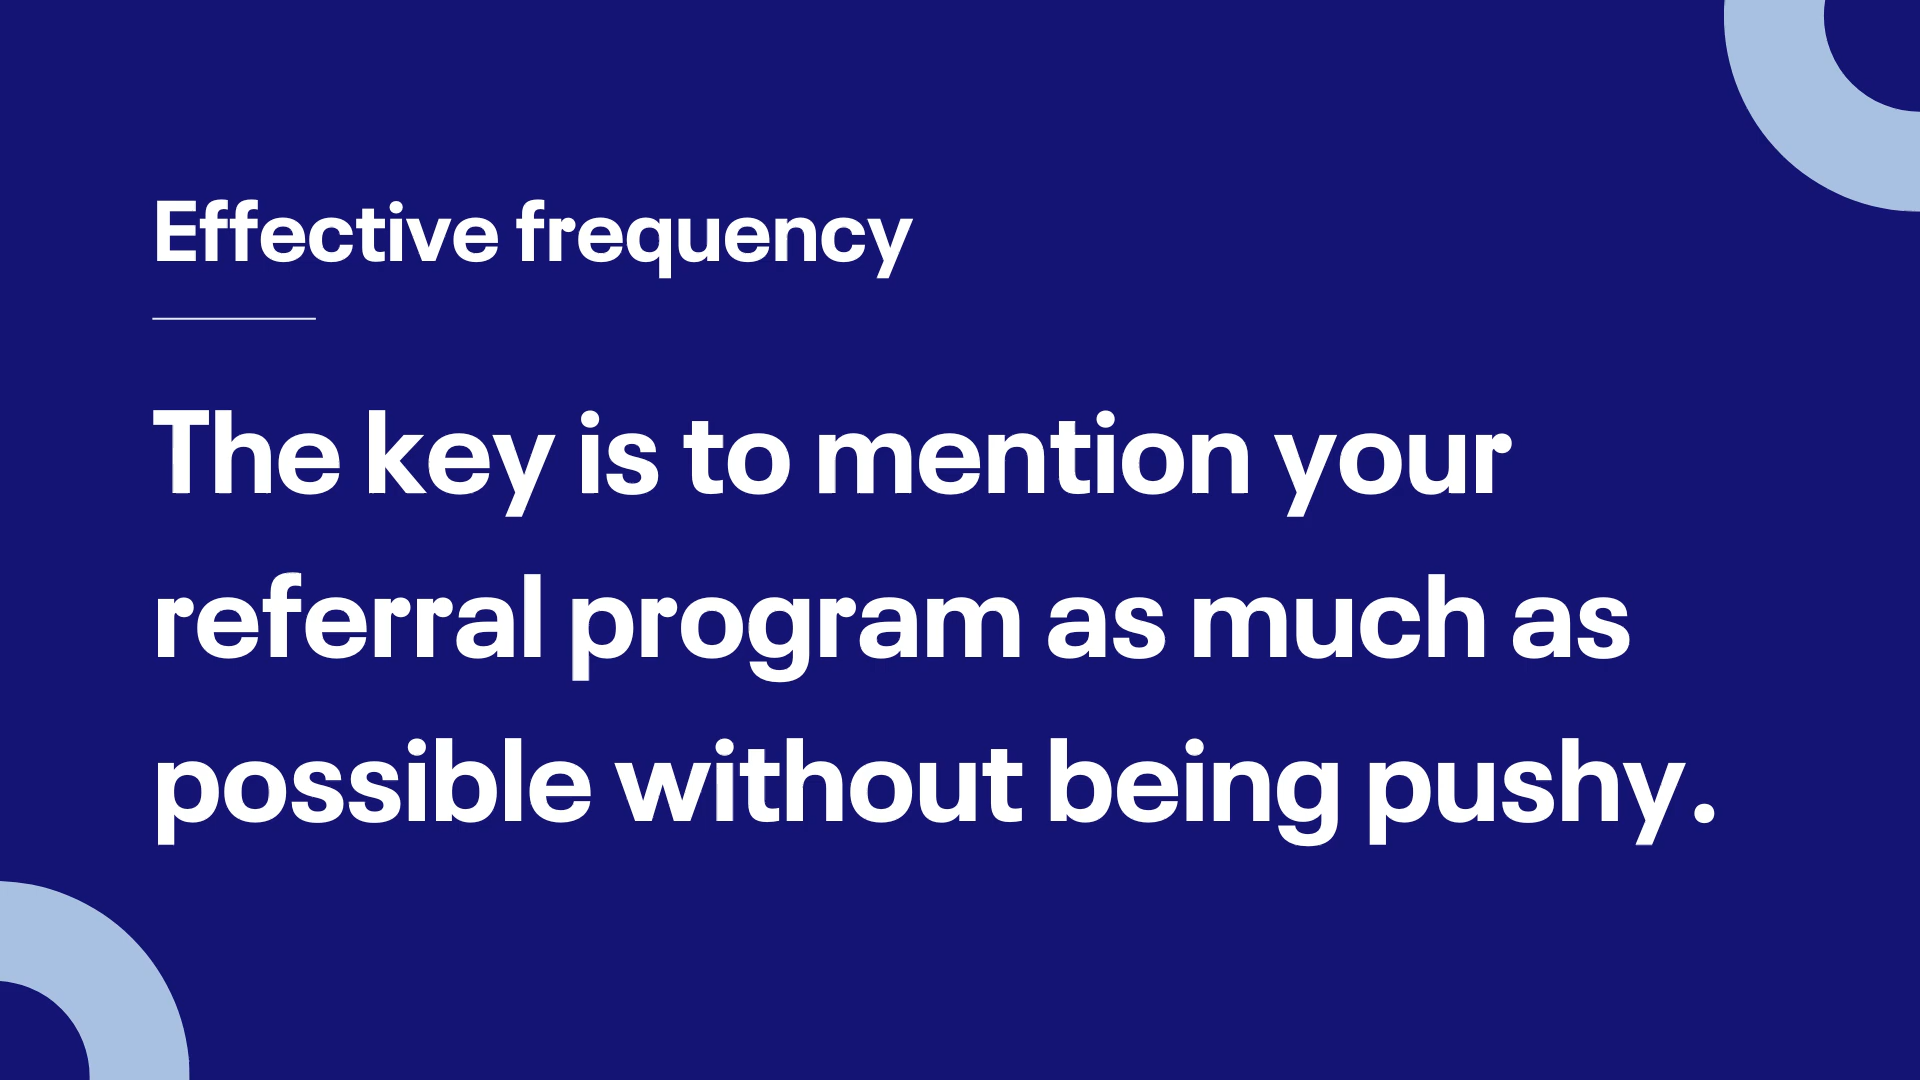 Effective frequency
The key is to mention your
referral program as much as
possible without being pushy.